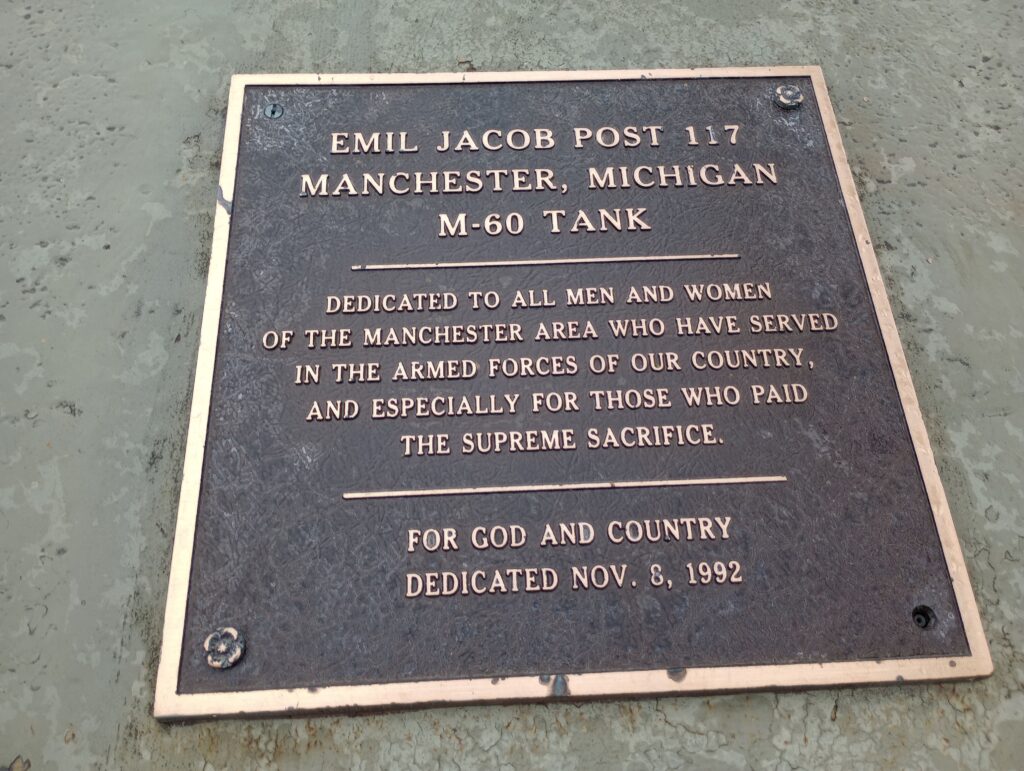 EMIL JACOB POST 117
MANCHESTER, MICHIGAN
M-60 TANK
DEDICATED TO ALL MEN AND WOMEN
OF THE MANCHESTER AREA WHO HAVE SERVED
IN THE ARMED FORCES OF OUR COUNTRY,
AND ESPECIALLY FOR THOSE WHO PAID
THE SUPREME SACRIFICE.
FOR GOD AND COUNTRY
DEDICATED NOV. 8, 1992